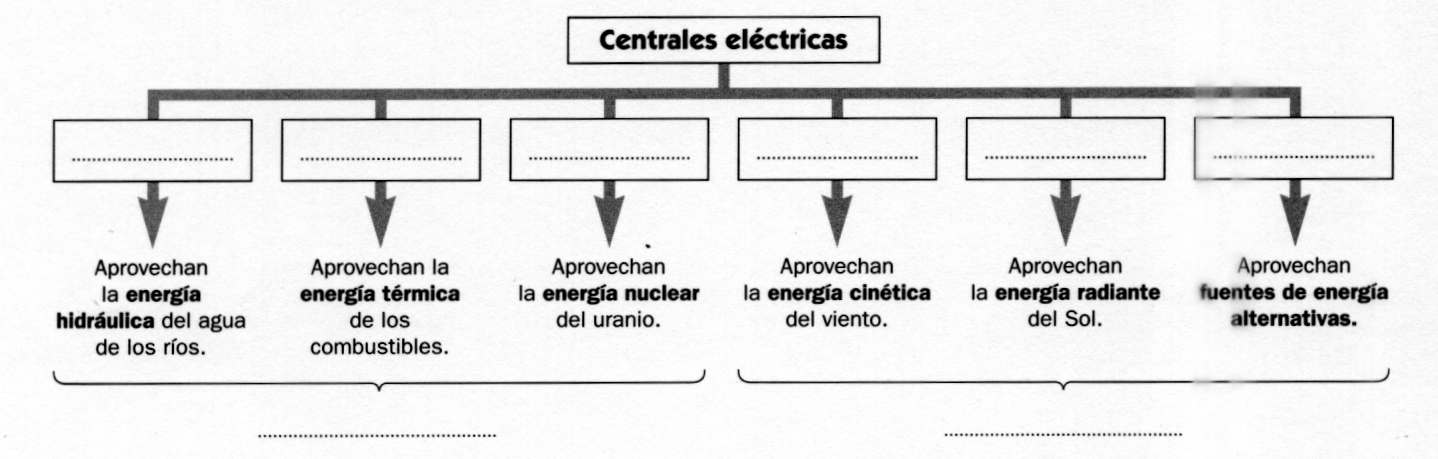 Centrales eléctricas
Aprovechan
la energía
hidráulica del agua
de los ríos.
Aprovechan la
energía térmica
de los
combustibles.
Aprovechan
la energía nuclear
del uranio.
Aprovechan
la energía cinética
del viento.
Aprovechan
la energía radiante
del Sol.
Aprovechan
fuentes de energía
alternativas.